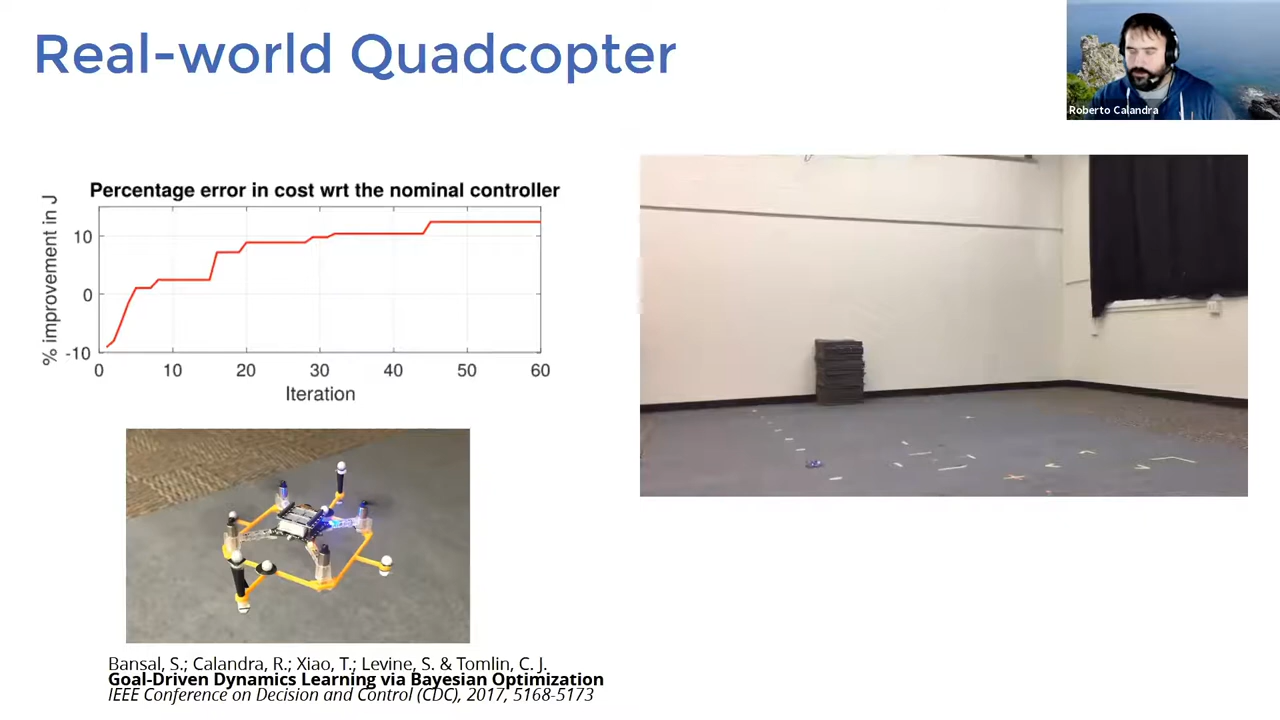 Real-world Quadcopter
Roberto Calandra
Percentage error in cost wrt the nominal controller
% improvement in J
10
0
-10
0 10 20 30 40 50 60
Iteration
Bansal, S.; Calandra, R.; Xiao, T.; Levine, S. & Tomlin, C. J.
Goal-Driven Dynamics Learning via Bayesian Optimization
IEEE Conference on Decision and Control (CDC), 2017, 5168-5173